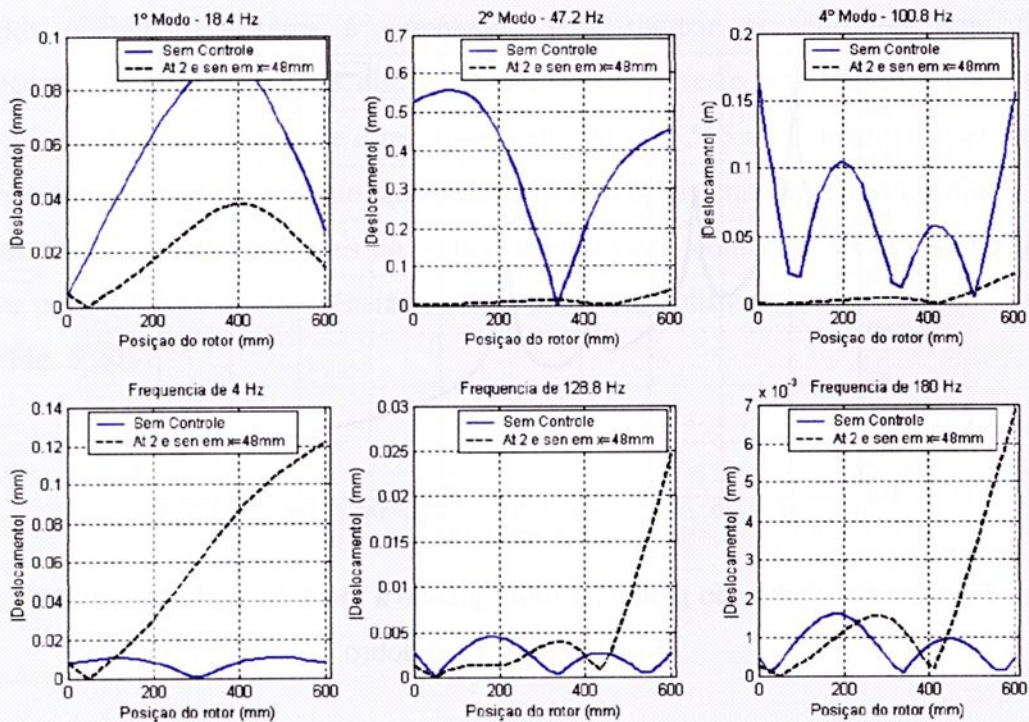 1º Modo - 18.4 Hz
0.1
0.08
0.06
0.04
0.02
0
0 200 400 600
|Deslocamento| (mm)
Posiçao do rotor (mm)
Sem Controle
At 2 e sen em x=48mm
2º Modo - 47.2 Hz
0.7
0.6
0.5
0.4
0.3
0.2
0.1
0
0 200 400 600
|Deslocamento| (mm)
Posiçao do rotor (mm)
Sem Controle
At 2 e sen em x=48mm
4º Modo - 100.8 Hz
0.2
0.15
0.1
0.05
0
0 200 400 600
|Deslocamento| (m)
Posiçao do rotor (mm)
Sem Controle
At 2 e sen em x=48mm
Frequencia de 4 Hz
0.14
0.12
0.1
0.08
0.06
0.04
0.02
0
0 200 400 600
|Deslocamento| (mm)
Posiçao do rotor (mm)
Sem Controle
At 2 e sen em x=48mm
Frequencia de 128.8 Hz
0.03
0.025
0.02
0.015
0.01
0.005
0
0 200 400 600
|Deslocamento| (mm)
Posiçao do rotor (mm)
Sem Controle
At 2 e sen em x=48mm
x 10⁻³ Frequencia de 180 Hz
7
6
5
4
3
2
1
0
0 200 400 600
|Deslocamento| (mm)
Posiçao do rotor (mm)
Sem Controle
At 2 e sen em x=48mm